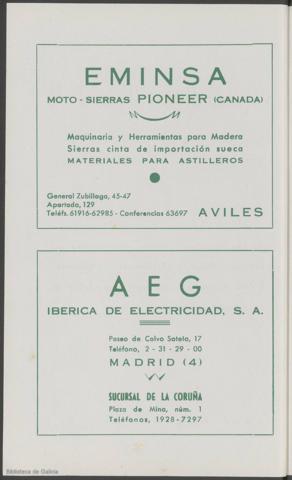 EMINSA
MOTO - SIERRAS PIONEER (CANADA)
Maquinaria y Herramientas para Madera
Sierras cinta de importación sueca
MATERIALES PARA ASTILLEROS
General Zubillaga, 45-47
Apartado, 129
Teléfs. 61916-62985 - Conferencias 63697 AVILES
AEG
IBERICA DE ELECTRICIDAD, S. A.
Paseo de Calvo Sotelo, 17
Teléfono, 2 - 31 - 29 - 00
MADRID (4)
SUCURSAL DE LA CORUÑA
Plaza de Mina, núm. 1
Teléfonos, 1928-7297
Biblioteca de Galicia